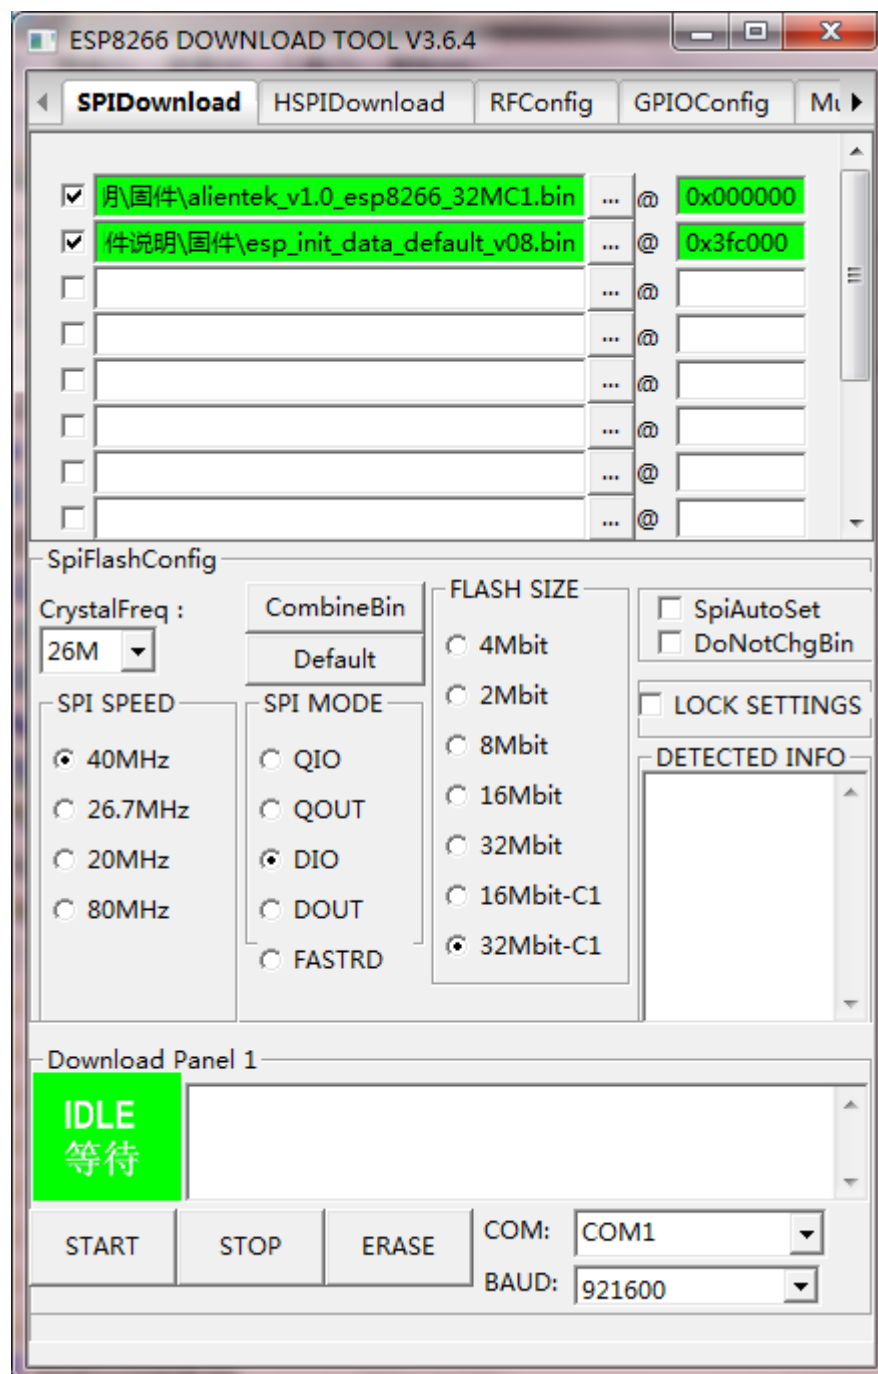 ESP8266 DOWNLOAD TOOL V3.6.4
SPIDownload HSPIDownload RFConfig GPIOConfig
\固件\alientek_v1.0_esp8266_32MC1.bin ... @ 0x000000
件说明\固件\esp_init_data_default_v08.bin ... @ 0x3fc000
... @
... @
... @
... @
... @
... @
SpiFlashConfig
CrystalFreq :
26M
CombineBin
Default
SPI SPEED
40MHz
26.7MHz
20MHz
80MHz
SPI MODE
QIO
QOUT
DIO
DOUT
FASTRD
FLASH SIZE
4Mbit
2Mbit
8Mbit
16Mbit
32Mbit
16Mbit-C1
32Mbit-C1
SpiAutoSet
DoNotChgBin
LOCK SETTINGS
DETECTED INFO
Download Panel 1
IDLE
等待
START STOP ERASE
COM: COM1
BAUD: 921600